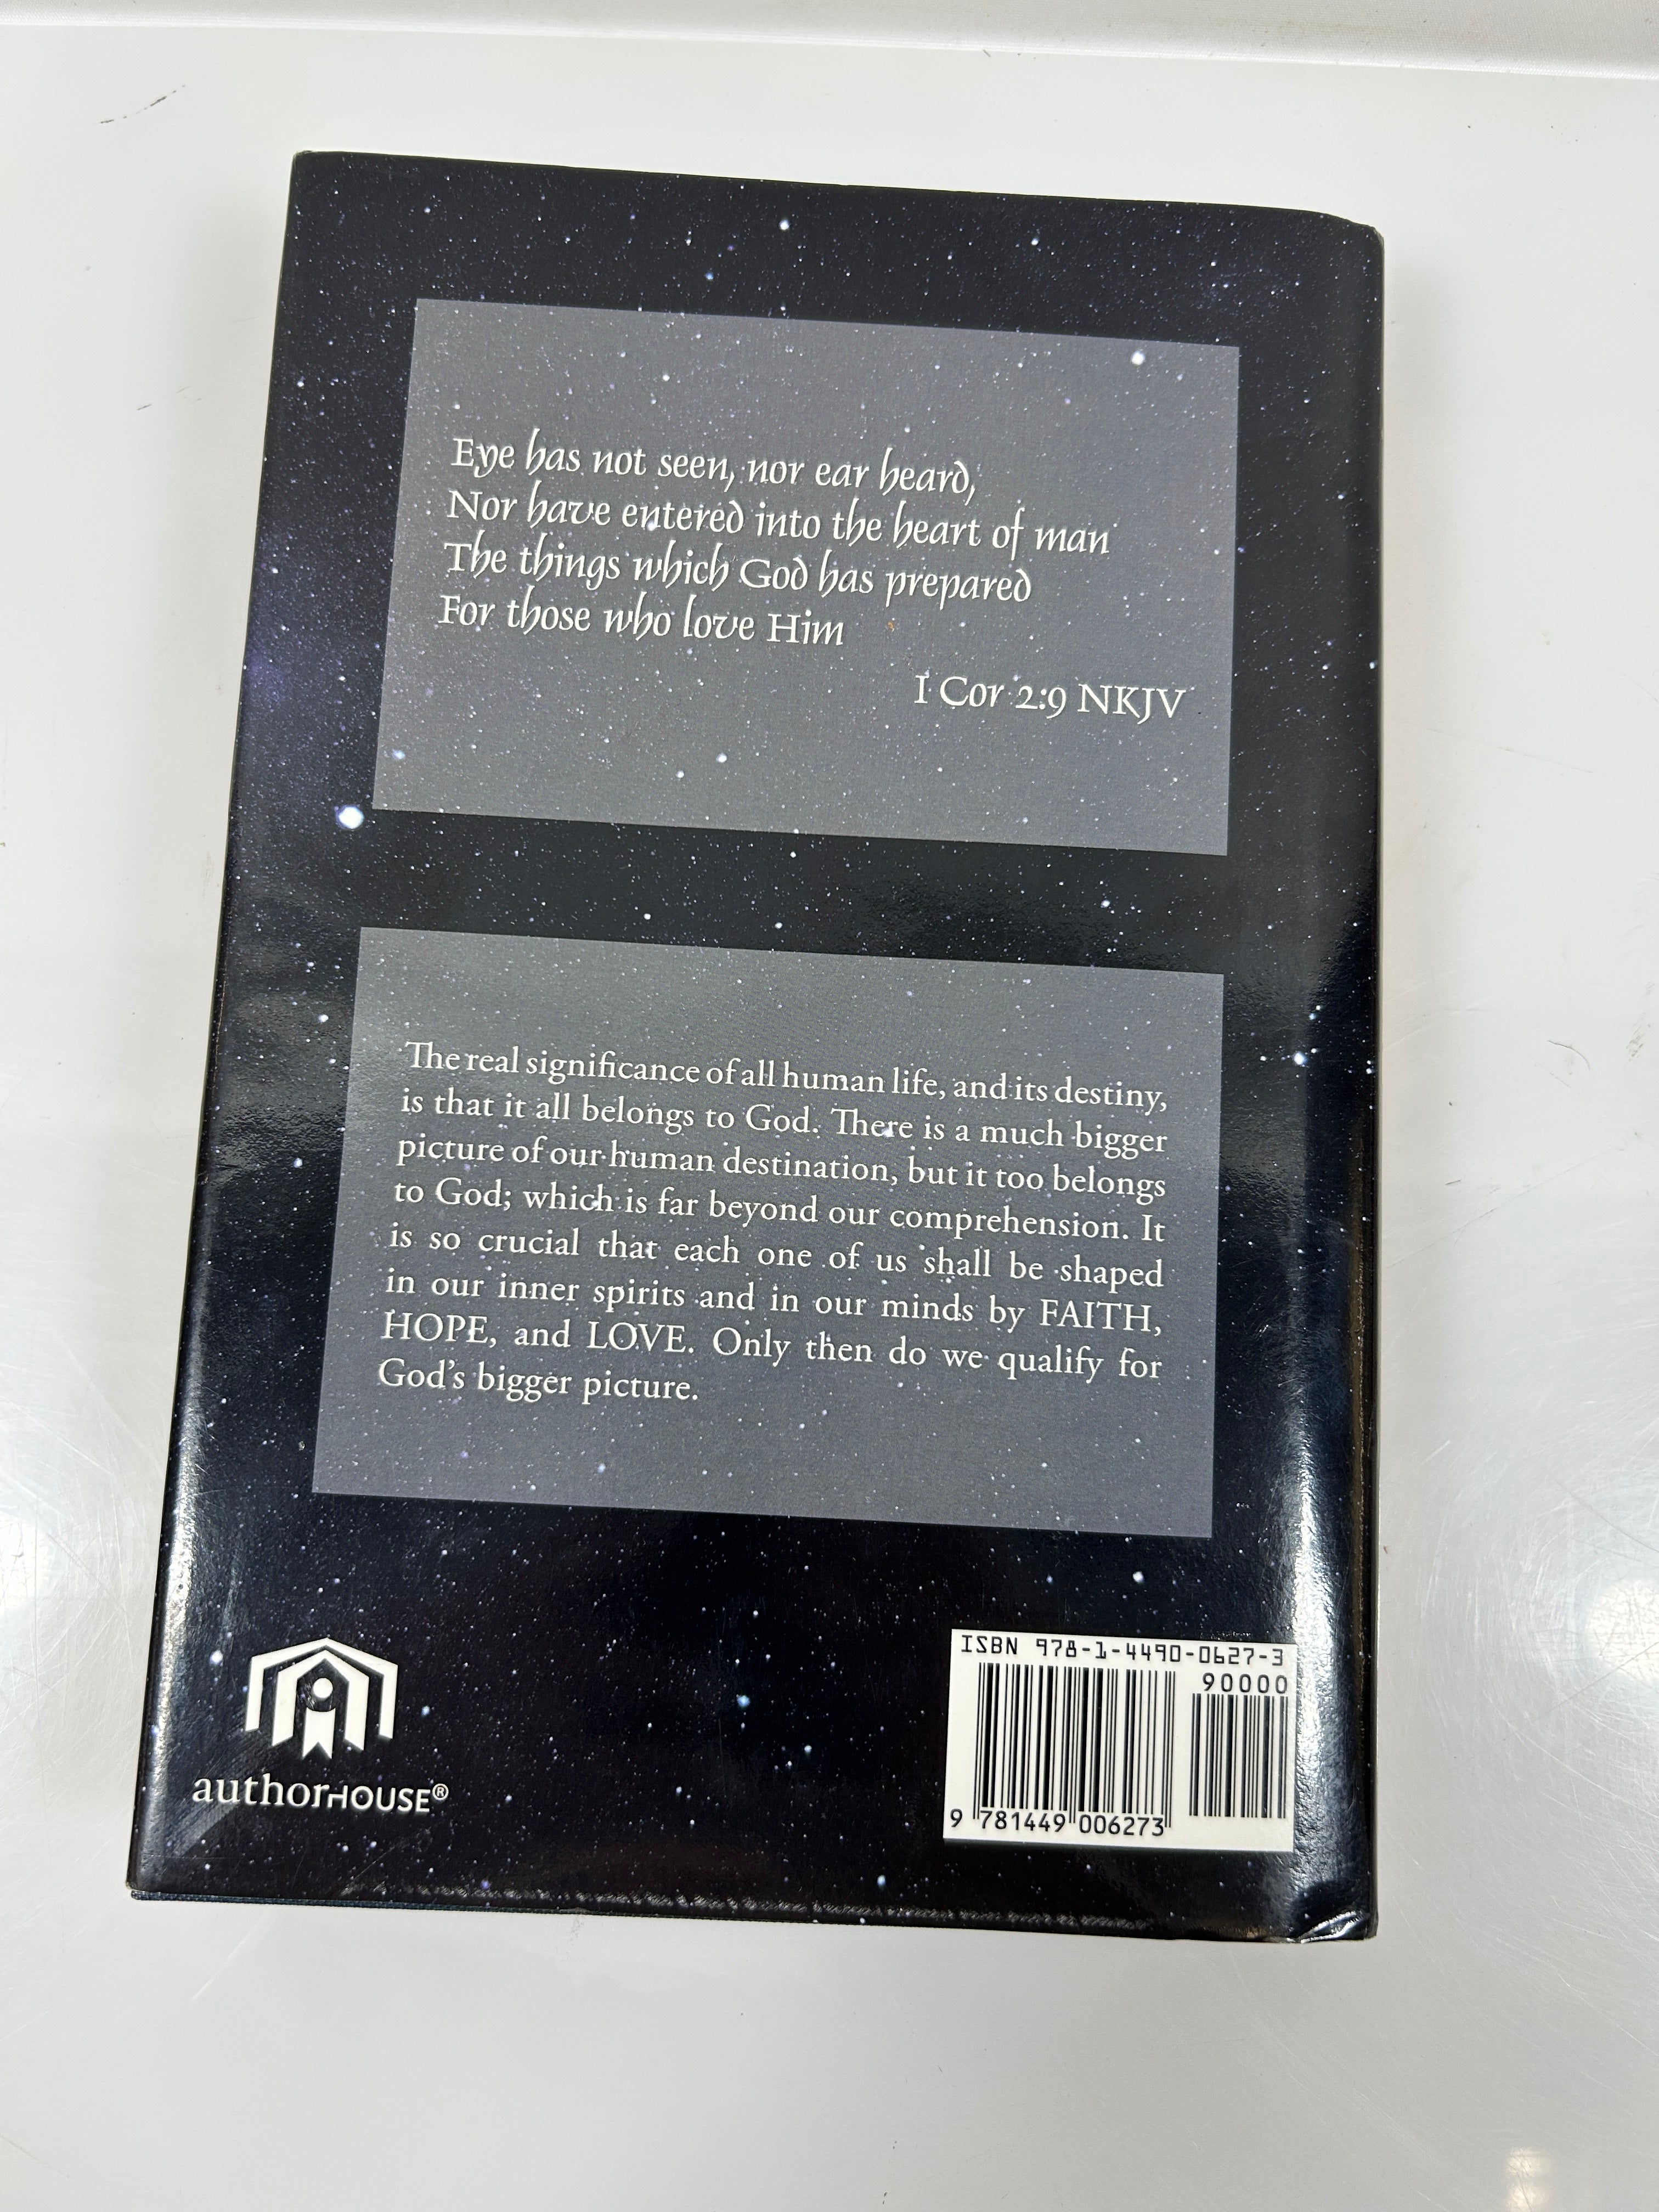 Eye has not seen, nor ear heard,
Nor have entered into the heart of man
The things which God has prepared
For those who love Him
I Cor 2:9 NKJV
The real significance of all human life, and its destiny,
is that it all belongs to God. There is a much bigger
picture of our human destination, but it too belongs
to God; which is far beyond our comprehension. It
is so crucial that each one of us shall be shaped
in our inner spirits and in our minds by FAITH,
HOPE, and LOVE. Only then do we qualify for
God's bigger picture.
authorHOUSE®
ISBN 978-1-4490-0627-3
90000
9 781449 006273